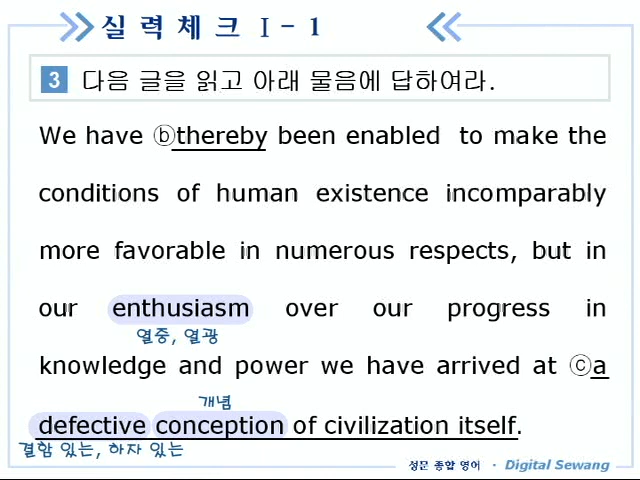 실력체크 I - 1
3 다음 글을 읽고 아래 물음에 답하여라.
We have ⓑthereby been enabled to make the
conditions of human existence incomparably
more favorable in numerous respects, but in
our enthusiasm over our progress in
열중, 열광
knowledge and power we have arrived at ⓒa
개념
defective conception of civilization itself.
결함 있는, 하자 있는
정문 종합 영어 · Digital Sewang